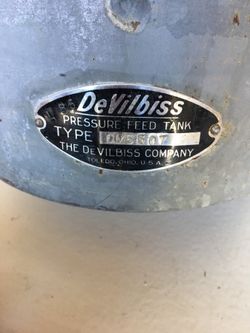 DeVilbiss
PRESSURE FEED TANK
TYPE
THE DEVILBISS COMPANY
TOLEDO, OHIO, U.S.A.